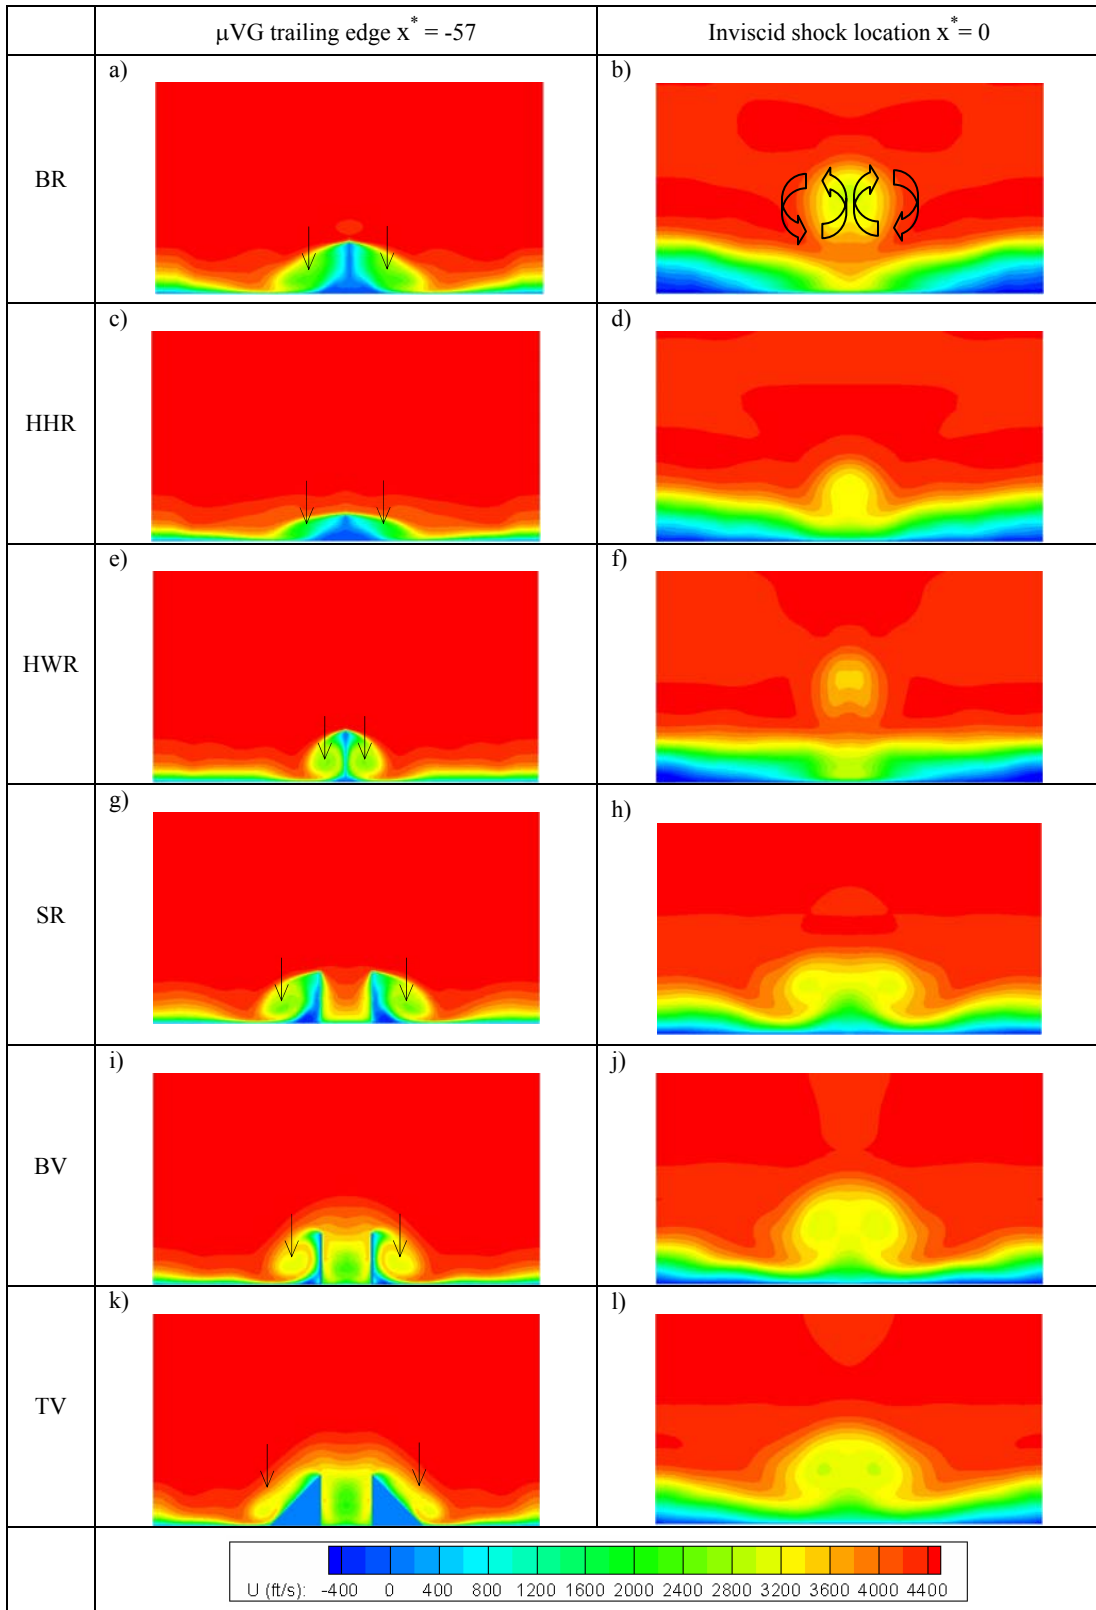 μVG trailing edge x* = -57
Inviscid shock location x* = 0
a)
b)
BR
c)
d)
HHR
e)
f)
HWR
g)
h)
SR
i)
j)
BV
k)
l)
TV
U (ft/s): -400 0 400 800 1200 1600 2000 2400 2800 3200 3600 4000 4400